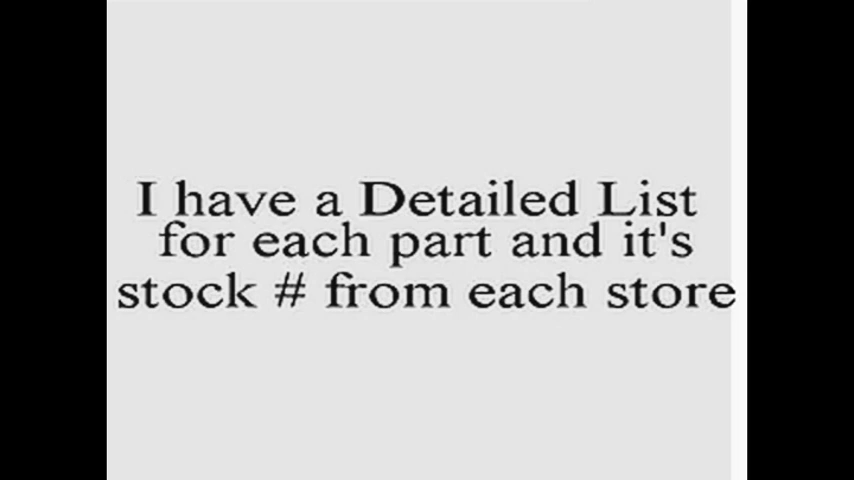 I have a Detailed List
for each part and it's
stock # from each store